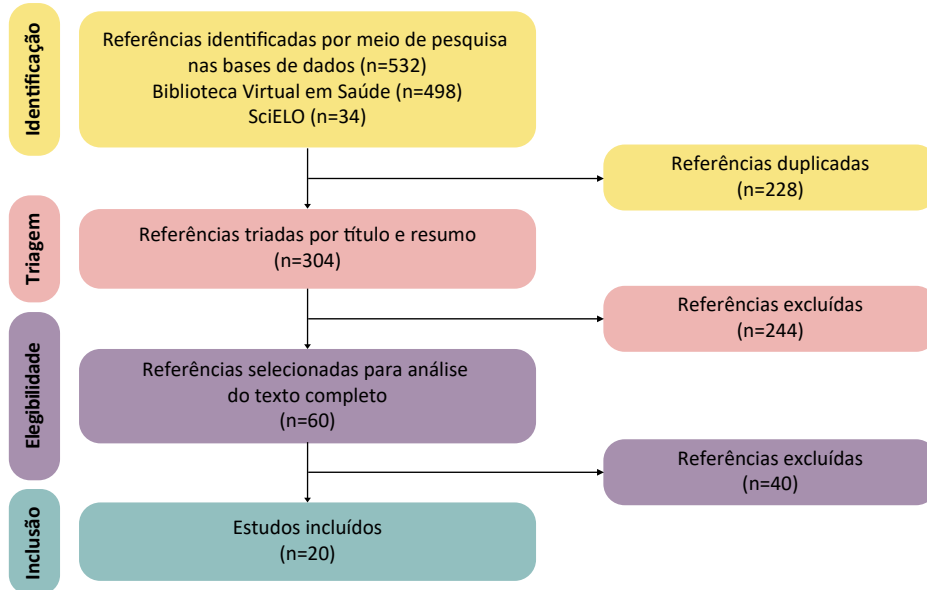 Identificação
Referências identificadas por meio de pesquisa
nas bases de dados (n=532)
Biblioteca Virtual em Saúde (n=498)
SciELO (n=34)
Referências duplicadas
(n=228)
Triagem
Referências triadas por título e resumo
(n=304)
Referências excluídas
(n=244)
Elegibilidade
Referências selecionadas para análise
do texto completo
(n=60)
Referências excluídas
(n=40)
Inclusão
Estudos incluídos
(n=20)